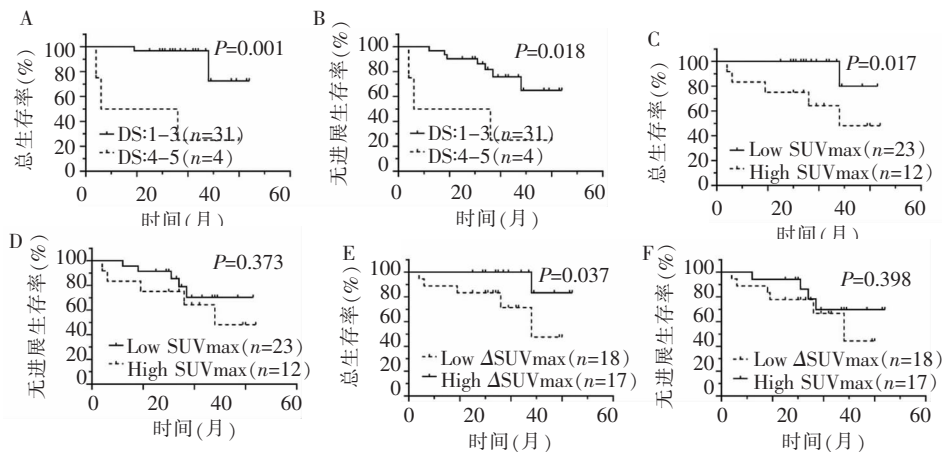 A
总生存率(%)
100
80
60
40
20
0
P=0.001
DS:1-3(n=31)
DS:4-5(n=4)
0 20 40 60
时间(月)
B
无进展生存率(%)
100
80
60
40
20
0
P=0.018
DS:1-3(n=31)
DS:4-5(n=4)
0 20 40 60
时间(月)
C
总生存率(%)
100
80
60
40
20
0
P=0.017
Low SUVmax(n=23)
High SUVmax(n=12)
0 20 40 60
时间(月)
D
无进展生存率(%)
100
80
60
40
20
0
P=0.373
Low SUVmax(n=23)
High SUVmax(n=12)
0 20 40 60
时间(月)
E
总生存率(%)
100
80
60
40
20
0
P=0.037
Low ΔSUVmax(n=18)
High ΔSUVmax(n=17)
0 20 40 60
时间(月)
F
无进展生存率(%)
100
80
60
40
20
0
P=0.398
Low ΔSUVmax(n=18)
High SUVmax(n=17)
0 20 40 60
时间(月)